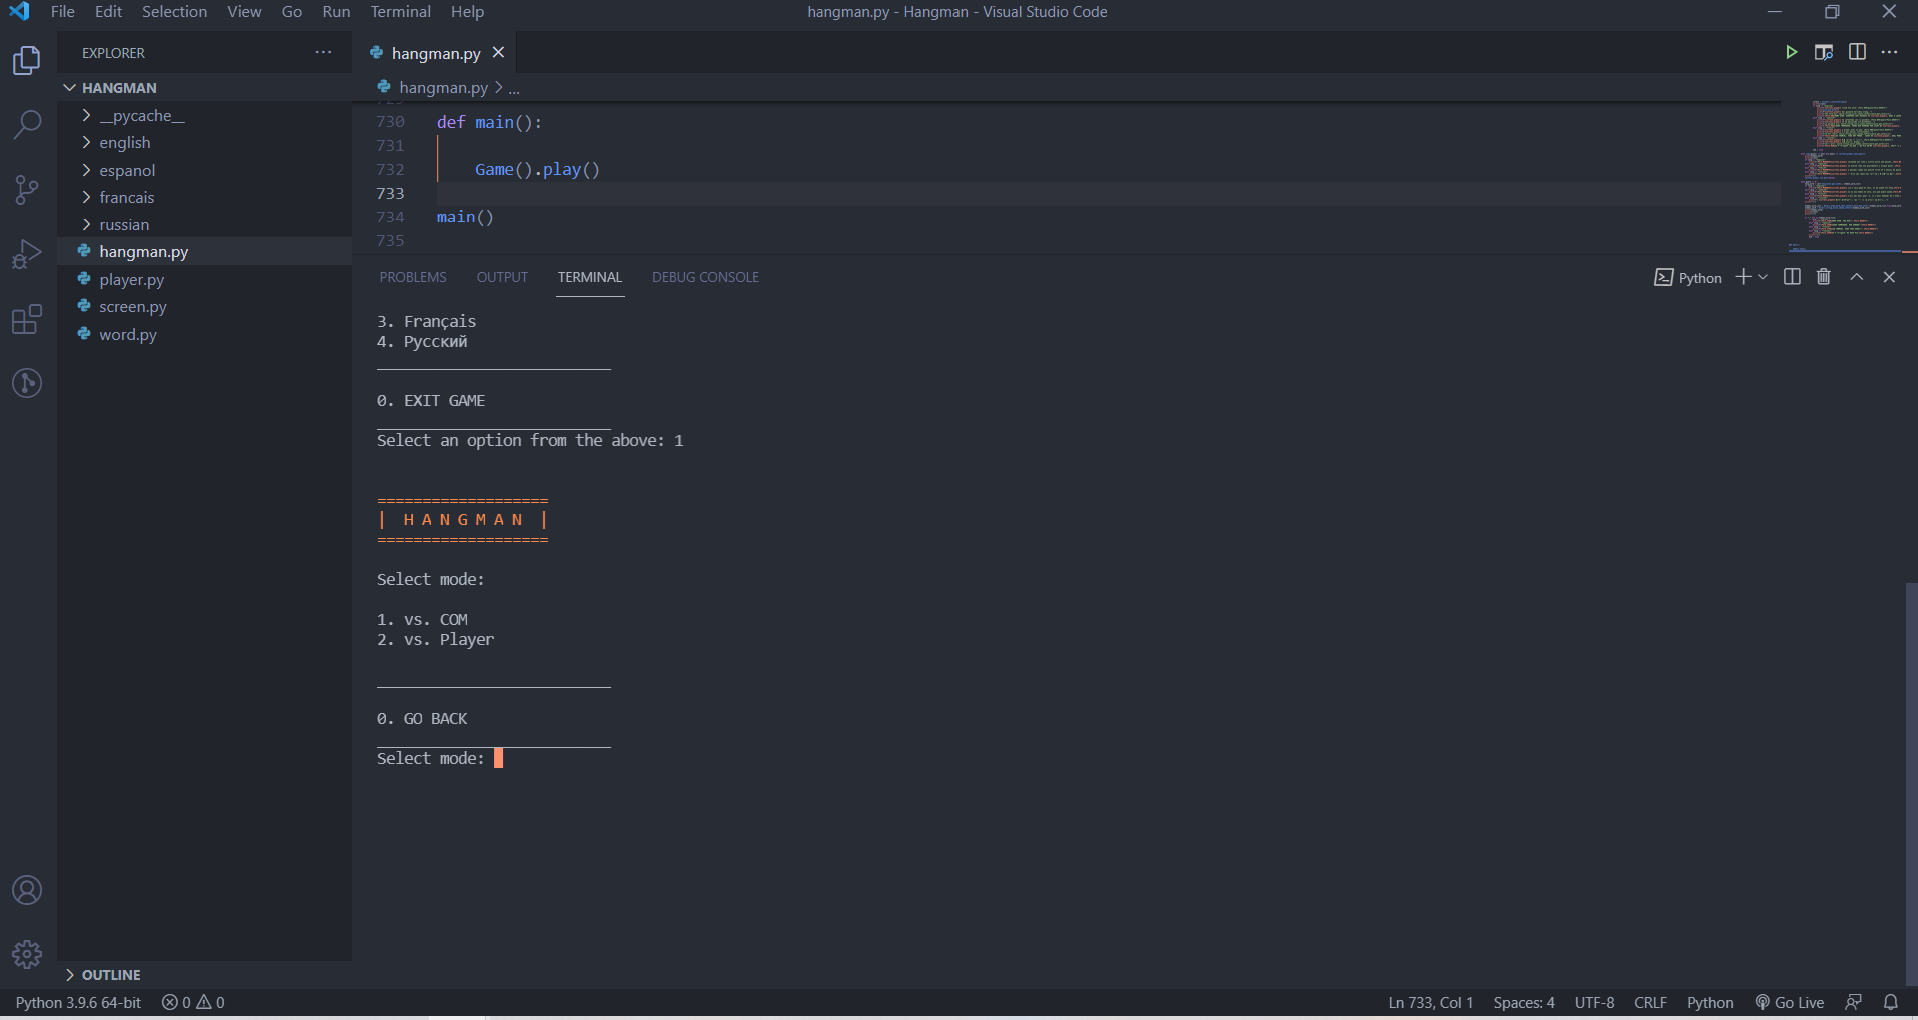 File Edit Selection View Go Run Terminal Help
hangman.py - Hangman - Visual Studio Code
EXPLORER
HANGMAN
__pycache__
english
espanol
francais
russian
hangman.py
player.py
screen.py
word.py
OUTLINE
hangman.py
hangman.py > ...
730 def main():
731
732 Game().play()
733
734 main()
735
PROBLEMS OUTPUT TERMINAL DEBUG CONSOLE
Python
3. Français
4. Русский
__________________________
0. EXIT GAME
__________________________
Select an option from the above: 1
===================
| H A N G M A N |
===================
Select mode:
1. vs. COM
2. vs. Player
__________________________
0. GO BACK
__________________________
Select mode:
Python 3.9.6 64-bit 0 0
Ln 733, Col 1 Spaces: 4 UTF-8 CRLF Python Go Live